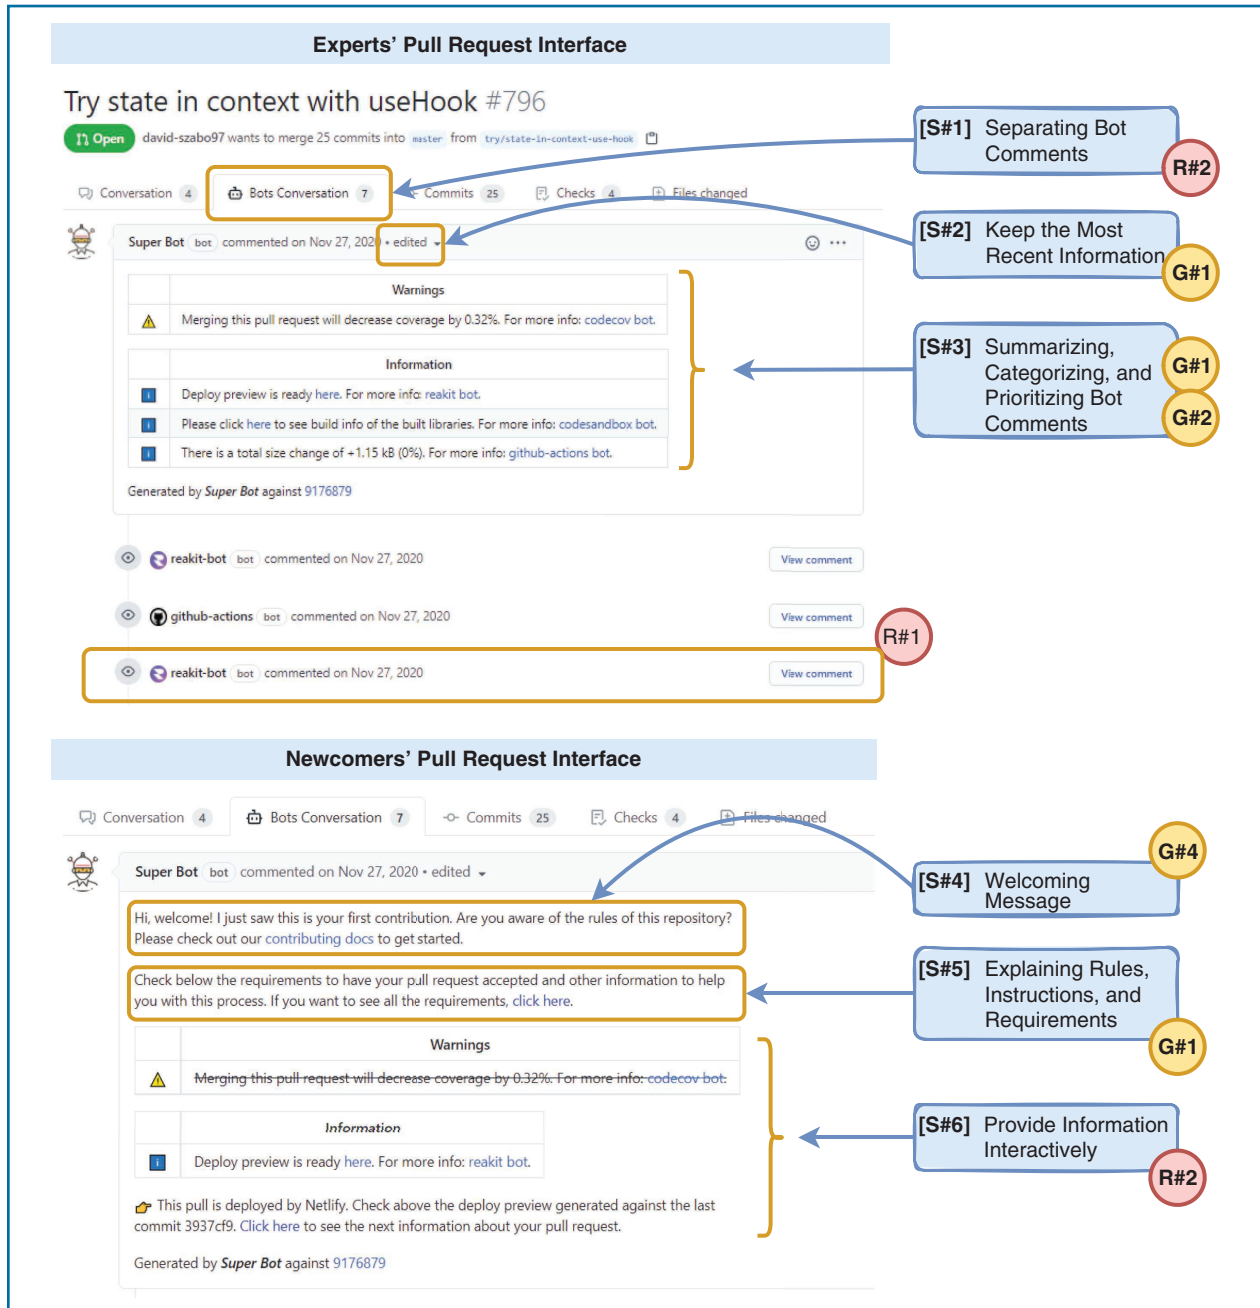 Experts' Pull Request Interface
Try state in context with useHook #796
Open david-szabo97 wants to merge 25 commits into master from try/state-in-context-use-hook
Conversation 4 Bots Conversation 7 Commits 25 Checks 4 Files changed
Super Bot bot commented on Nov 27, 2020 • edited
Warnings
Merging this pull request will decrease coverage by 0.32%. For more info: codecov bot.
Information
Deploy preview is ready here. For more info: reakit bot.
Please click here to see build info of the built libraries. For more info: codesandbox bot.
There is a total size change of +1.15 kB (0%). For more info: github-actions bot.
Generated by Super Bot against 9176879
reakit-bot bot commented on Nov 27, 2020 View comment
github-actions bot commented on Nov 27, 2020 View comment
R#1
reakit-bot bot commented on Nov 27, 2020 View comment
[S#1] Separating Bot
Comments
R#2
[S#2] Keep the Most
Recent Information
G#1
[S#3] Summarizing,
Categorizing, and
Prioritizing Bot
Comments
G#1
G#2
Newcomers' Pull Request Interface
Conversation 4 Bots Conversation 7 Commits 25 Checks 4 Files changed
Super Bot bot commented on Nov 27, 2020 • edited
Hi, welcome! I just saw this is your first contribution. Are you aware of the rules of this repository?
Please check out our contributing docs to get started.
Check below the requirements to have your pull request accepted and other information to help
you with this process. If you want to see all the requirements, click here.
Warnings
Merging this pull request will decrease coverage by 0.32%. For more info: codecov bot.
Information
Deploy preview is ready here. For more info: reakit bot.
This pull is deployed by Netlify. Check above the deploy preview generated against the last
commit 3937cf9. Click here to see the next information about your pull request.
Generated by Super Bot against 9176879
G#4
[S#4] Welcoming
Message
[S#5] Explaining Rules,
Instructions, and
Requirements
G#1
[S#6] Provide Information
Interactively
R#2